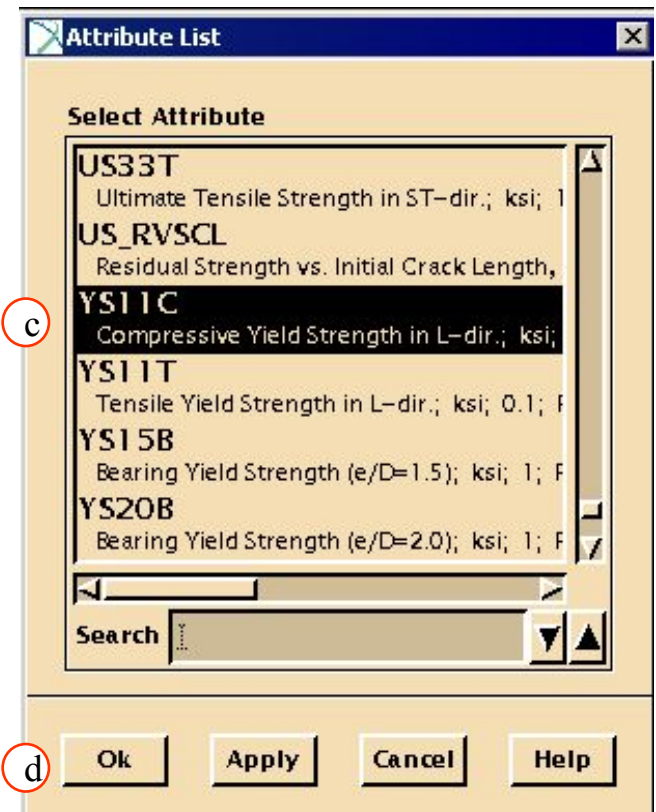 Attribute List
Select Attribute
US33T
Ultimate Tensile Strength in ST-dir.; ksi; 1
US_RVSCL
Residual Strength vs. Initial Crack Length,
c
YS11C
Compressive Yield Strength in L-dir.; ksi;
YS11T
Tensile Yield Strength in L-dir.; ksi; 0.1;
YS15B
Bearing Yield Strength (e/D=1.5); ksi; 1;
YS20B
Bearing Yield Strength (e/D=2.0); ksi; 1;
Search
d Ok Apply Cancel Help